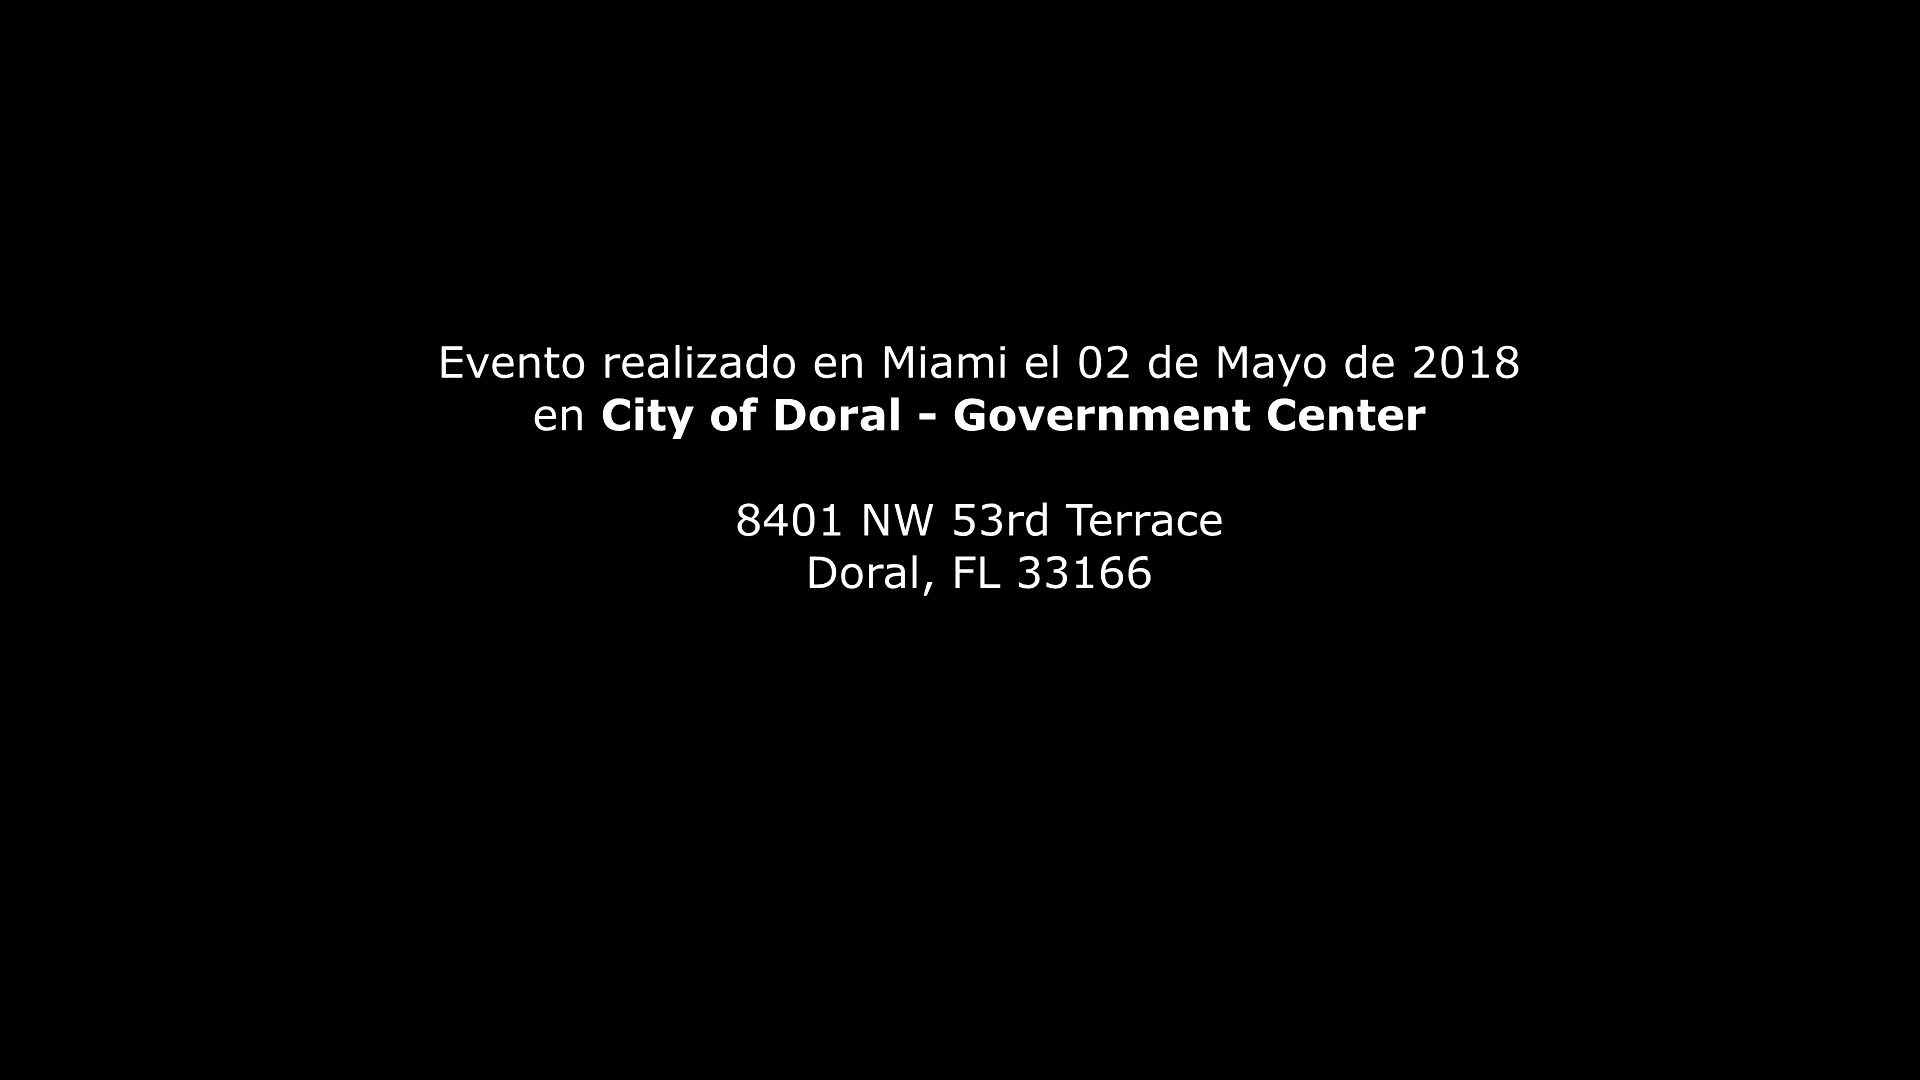 Evento realizado en Miami el 02 de Mayo de 2018
en City of Doral - Government Center
8401 NW 53rd Terrace
Doral, FL 33166